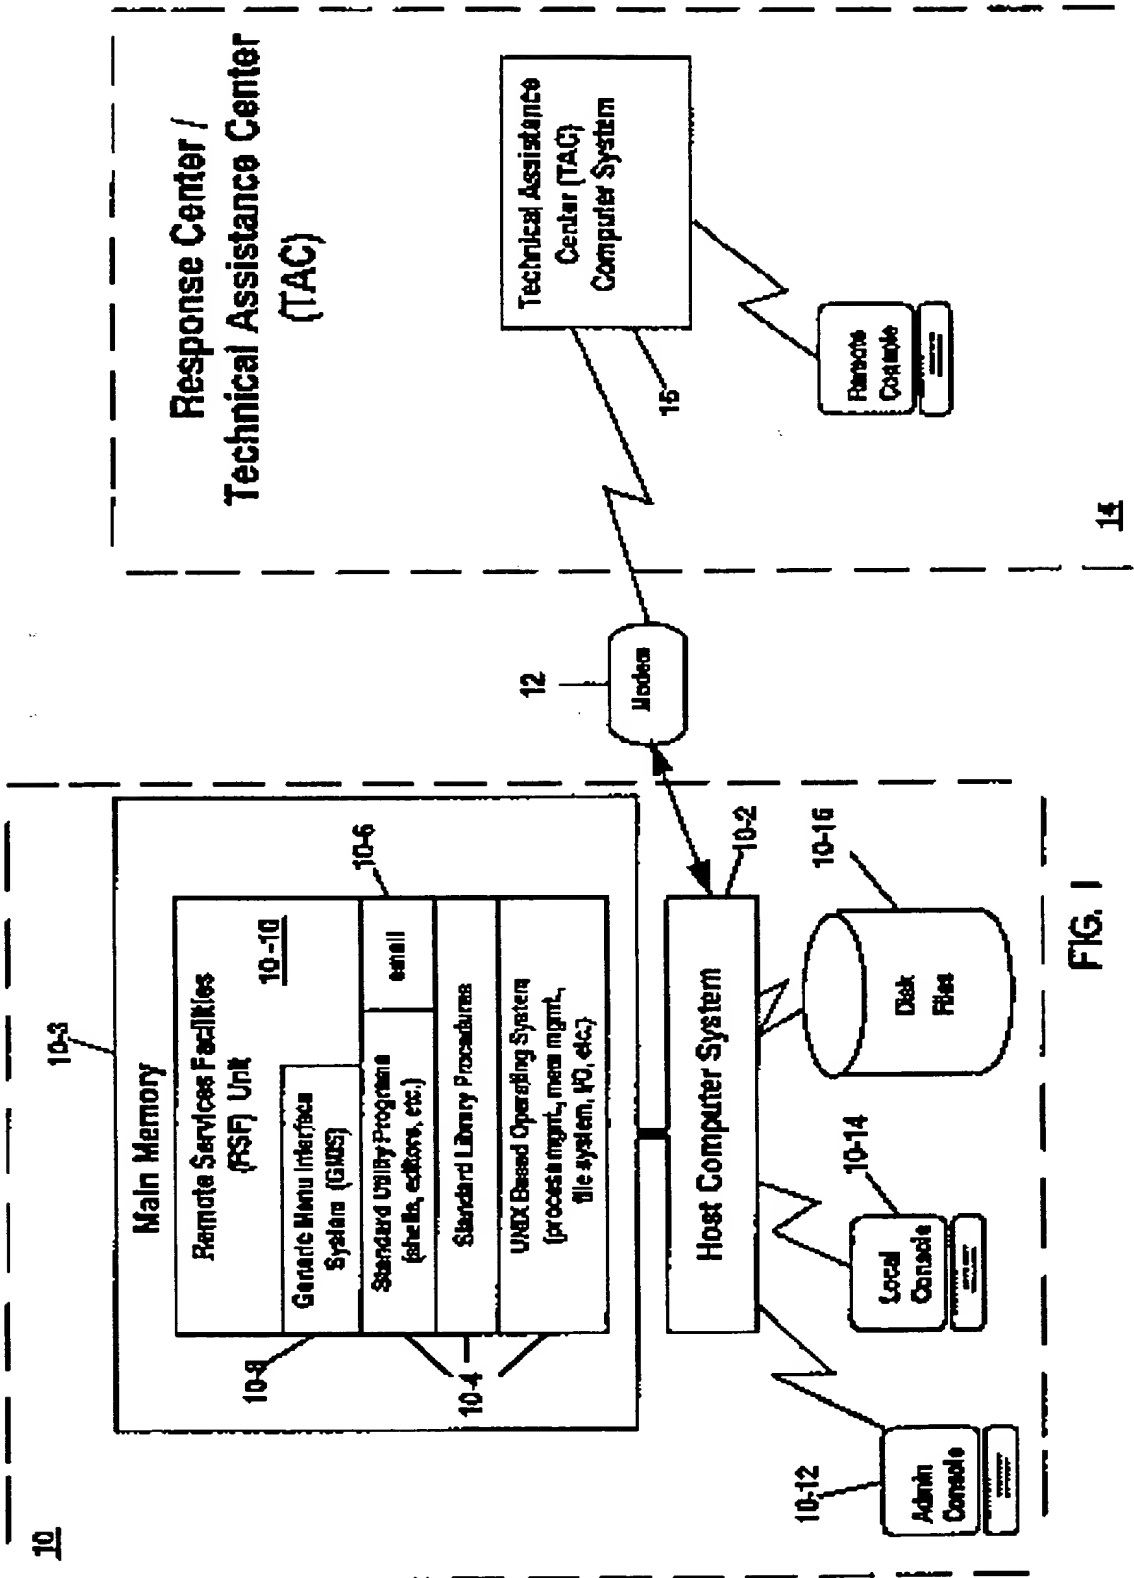 10
10-3
Main Memory
Remote Services Facilities
(RSF) Unit
10-10
Generic Menu Interface
System (GMIS)
10-8
Standard Utility Programs
(shells, editors, etc.)
email
10-6
Standard Library Procedures
10-4
UNIX Based Operating System
(process mgmt., mem mgmt.,
file system, I/O, etc.)
Host Computer System
10-2
Admin
Console
10-12
Local
Console
10-14
Disk
Files
10-16
12
Modem
Response Center /
Technical Assistance Center
(TAC)
Technical Assistance
Center (TAC)
Computer System
15
Remote
Console
14
FIG. 1